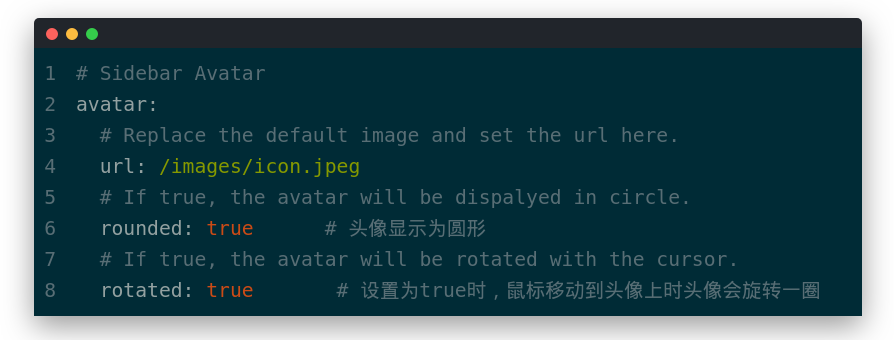 1 # Sidebar Avatar
2 avatar:
3   # Replace the default image and set the url here.
4   url: /images/icon.jpeg
5   # If true, the avatar will be dispalyed in circle.
6   rounded: true      # 头像显示为圆形
7   # If true, the avatar will be rotated with the cursor.
8   rotated: true       # 设置为true时，鼠标移动到头像上时头像会旋转一圈